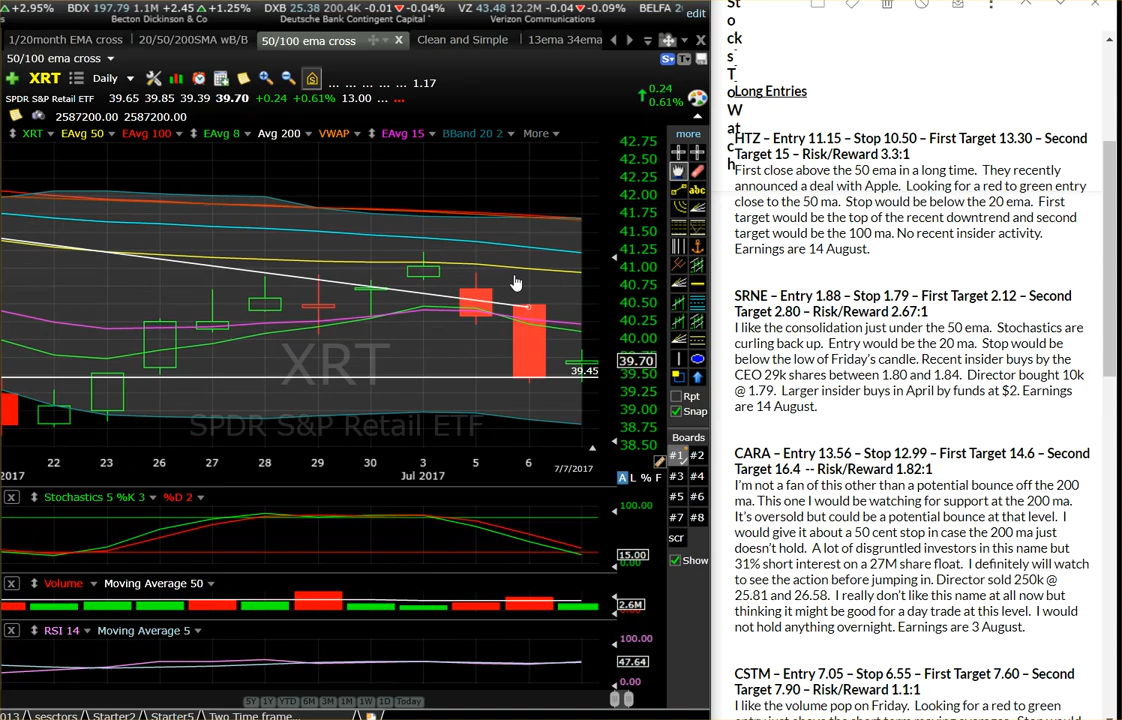 +2.95% BDX 197.79 1.1M +2.45 +1.25% DXB 25.38 200.4K -0.01 -0.04% VZ 43.48 12.2M -0.04 -0.09% BELFA
Becton Dickinson & Co Deutsche Bank Contingent Capital Verizon Communications edit
1/20month EMA cross 20/50/200SMA wB/B 50/100 ema cross X Clean and Simple 13ema 34ema
50/100 ema cross
XRT Daily ... ... ... ... 1.17
SPDR S&P Retail ETF 39.65 39.85 39.39 39.70 +0.24 +0.61% 13.00 ... ...
0.24
0.61%
2587200.00 2587200.00
XRT EAvg 50 EAvg 100 EAvg 8 Avg 200 VWAP EAvg 15 BBand 20 2 More
more
abc
42.75
42.50
42.25
42.00
41.75
41.50
41.25
41.00
40.75
40.50
40.25
40.00
39.70
39.45
39.50
39.25
39.00
38.75
38.50
XRT
SPDR S&P Retail ETF
22 23 26 27 28 29 30 3 5 6
2017 Jul 2017 7/7/2017
A L % F
Rpt
Snap
Boards
#1 #2
#3 #4
#5 #6
#7 #8
scr
Show
X Stochastics 5 %K 3 %D 2
100.00
15.00
0.00
X Volume Moving Average 50
2.6M
X RSI 14 Moving Average 5
100.00
47.64
0.00
5Y 1Y YTD 6M 3M 1M 1W 1D Today
013 sesctors Starter2 Starter5 Two Time frame...
St
o
ck
s
T
o
W
at
c
h
Long Entries
HTZ – Entry 11.15 – Stop 10.50 – First Target 13.30 – Second
Target 15 – Risk/Reward 3.3:1
First close above the 50 ema in a long time. They recently
announced a deal with Apple. Looking for a red to green entry
close to the 50 ma. Stop would be below the 20 ema. First
target would be the top of the recent downtrend and second
target would be the 100 ma. No recent insider activity.
Earnings are 14 August.
SRNE – Entry 1.88 – Stop 1.79 – First Target 2.12 – Second
Target 2.80 – Risk/Reward 2.67:1
I like the consolidation just under the 50 ema. Stochastics are
curling back up. Entry would be the 20 ma. Stop would be
below the low of Friday's candle. Recent insider buys by the
CEO 29k shares between 1.80 and 1.84. Director bought 10k
@ 1.79. Larger insider buys in April by funds at $2. Earnings
are 14 August.
CARA – Entry 13.56 – Stop 12.99 – First Target 14.6 – Second
Target 16.4 -- Risk/Reward 1.82:1
I'm not a fan of this other than a potential bounce off the 200
ma. This one I would be watching for support at the 200 ma.
It's oversold but could be a potential bounce at that level. I
would give it about a 50 cent stop in case the 200 ma just
doesn't hold. A lot of disgruntled investors in this name but
31% short interest on a 27M share float. I definitely will watch
to see the action before jumping in. Director sold 250k @
25.81 and 26.58. I really don't like this name at all now but
thinking it might be good for a day trade at this level. I would
not hold anything overnight. Earnings are 3 August.
CSTM – Entry 7.05 – Stop 6.55 – First Target 7.60 – Second
Target 7.90 – Risk/Reward 1.1:1
I like the volume pop on Friday. Looking for a red to green